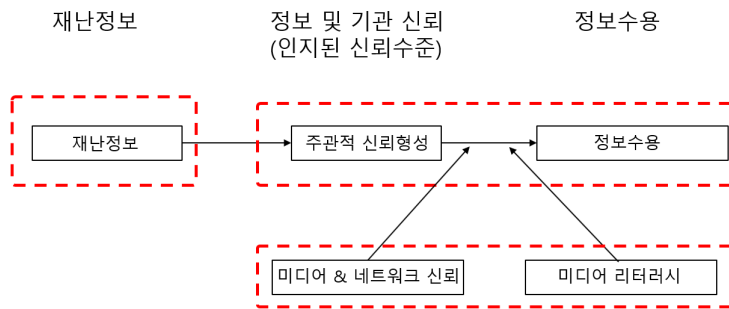 재난정보
정보 및 기관 신뢰
(인지된 신뢰수준)
정보수용
재난정보
주관적 신뢰형성
정보수용
미디어 & 네트워크 신뢰
미디어 리터러시